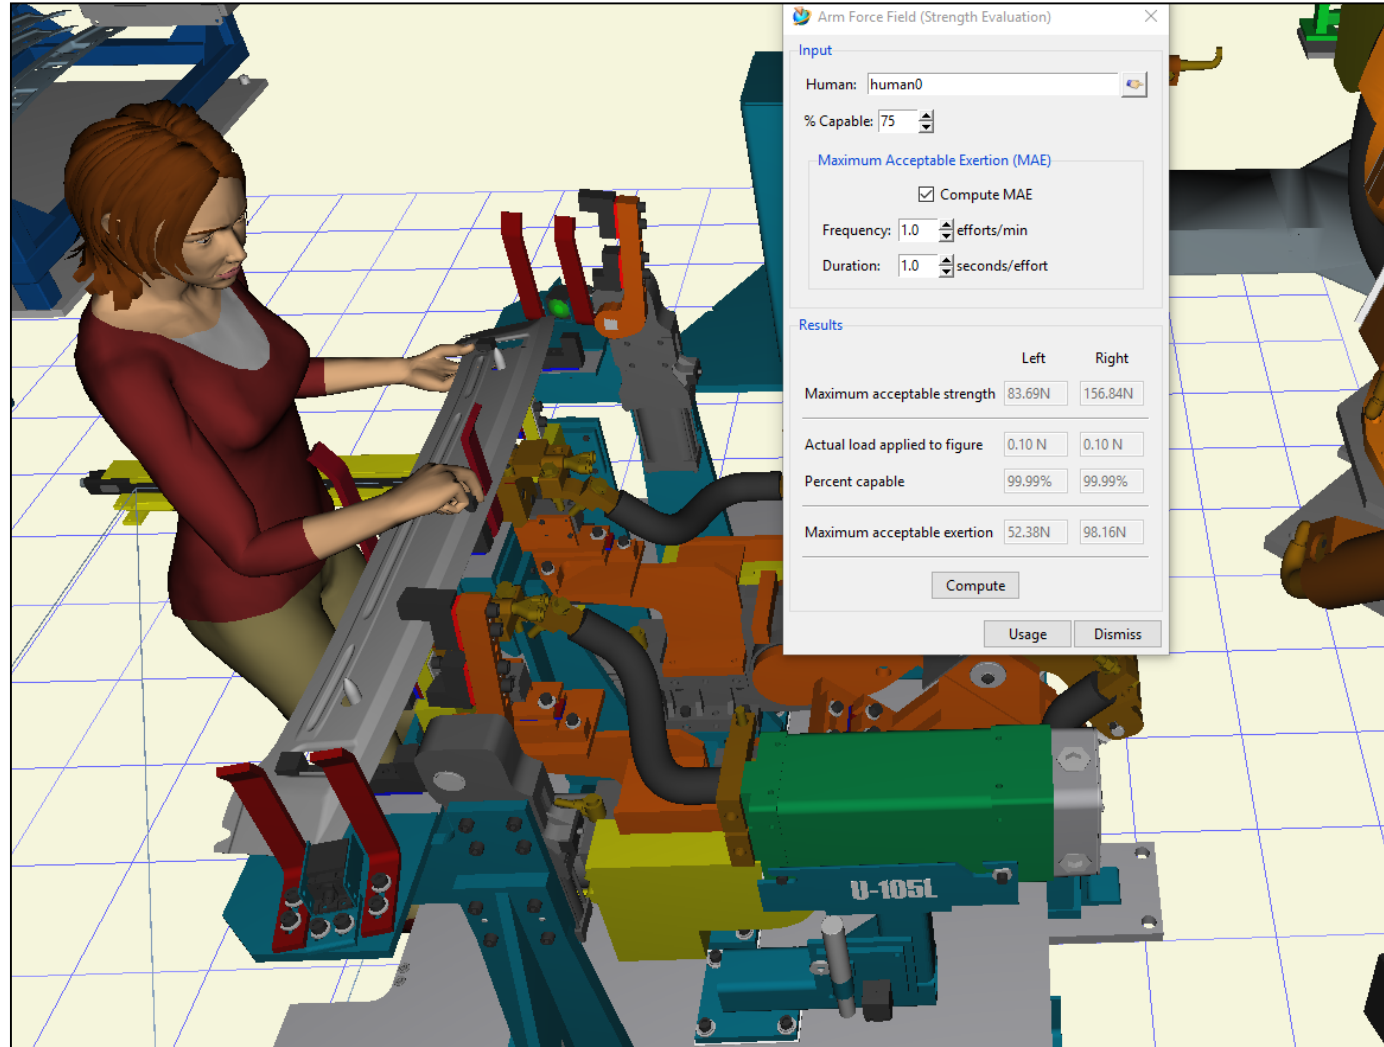 Arm Force Field (Strength Evaluation)
Input
Human: human0
% Capable: 75
Maximum Acceptable Exertion (MAE)
Compute MAE
Frequency: 1.0 efforts/min
Duration: 1.0 seconds/effort
Results
Left Right
Maximum acceptable strength 83.69N 156.84N
Actual load applied to figure 0.10 N 0.10 N
Percent capable 99.99% 99.99%
Maximum acceptable exertion 52.38N 98.16N
Compute
Usage Dismiss
U-105L